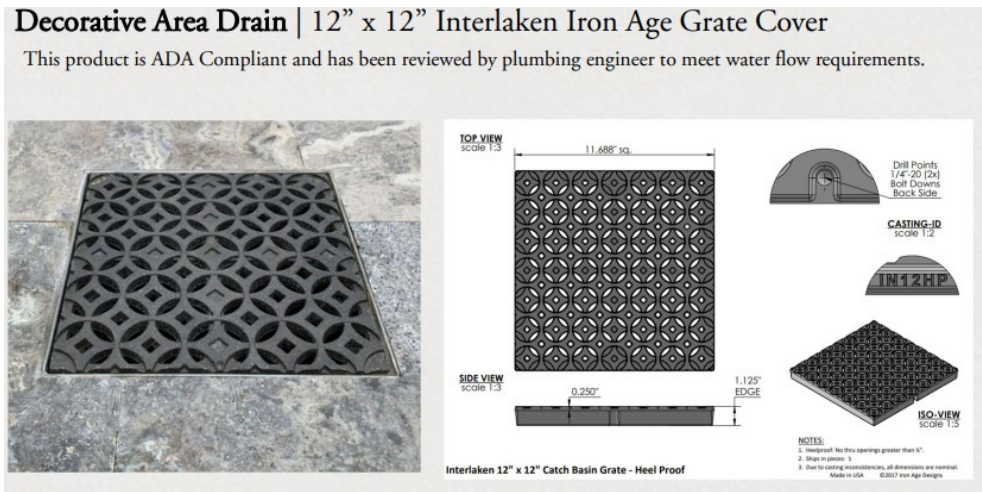 Decorative Area Drain | 12” x 12” Interlaken Iron Age Grate Cover
This product is ADA Compliant and has been reviewed by plumbing engineer to meet water flow requirements.
TOP VIEW
scale 1:3
11.688" sq.
Drill Points
1/4"-20 (2x)
Bolt Downs
Back Side
CASTING-ID
scale 1:2
IN12HP
SIDE VIEW
scale 1:3
0.250"
1.125"
EDGE
ISO-VIEW
scale 1:5
Interlaken 12" x 12" Catch Basin Grate - Heel Proof
NOTES:
1. Heelproof: No thru openings greater than ¼".
2. Ships in pieces: 1
3. Due to casting inconsistencies, all dimensions are nominal.
Made in USA ©2017 Iron Age Designs